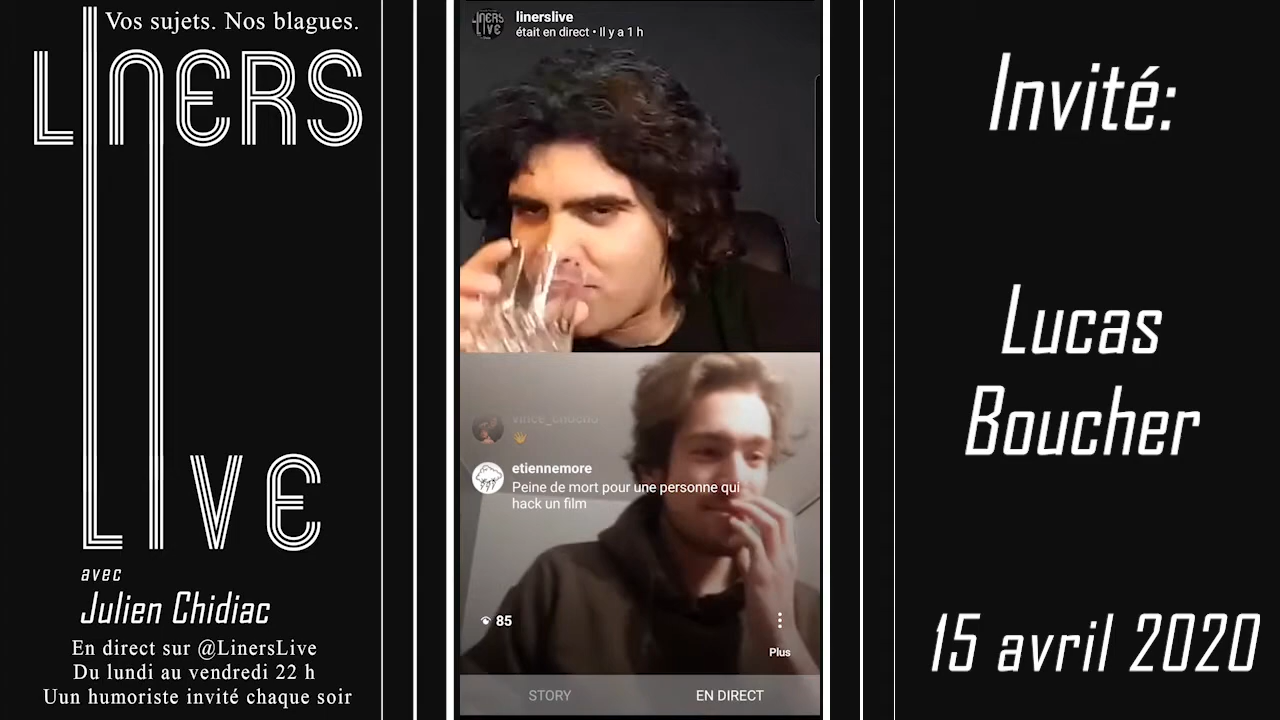 Vos sujets. Nos blagues.
LINERS
LIVE
avec
Julien Chidiac
En direct sur @LinersLive
Du lundi au vendredi 22 h
Uun humoriste invité chaque soir
LINERS
LIVE
linerslive
était en direct • Il y a 1 h
etiennemore
Peine de mort pour une personne qui
hack un film
85
Plus
STORY
EN DIRECT
Invité:
Lucas
Boucher
15 avril 2020